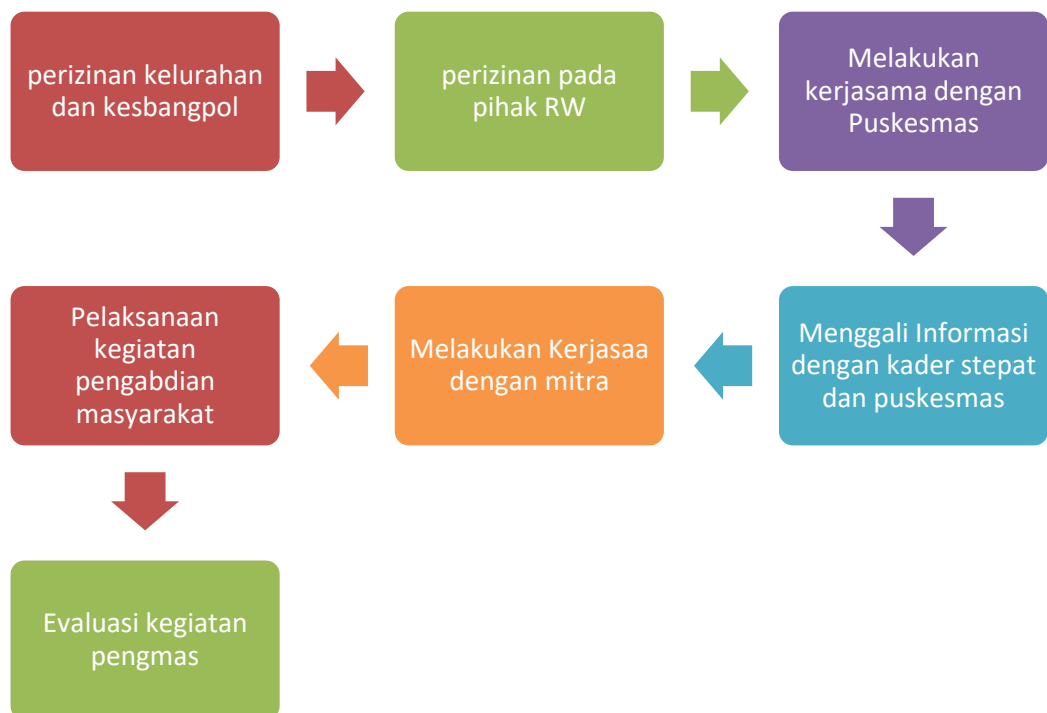 perizinan kelurahan
dan kesbangpol
perizinan pada
pihak RW
Melakukan
kerjasama dengan
Puskesmas
Menggali Informasi
dengan kader stepat
dan puskesmas
Melakukan Kerjasaa
dengan mitra
Pelaksanaan
kegiatan
pengabdian
masyarakat
Evaluasi kegiatan
pengmas